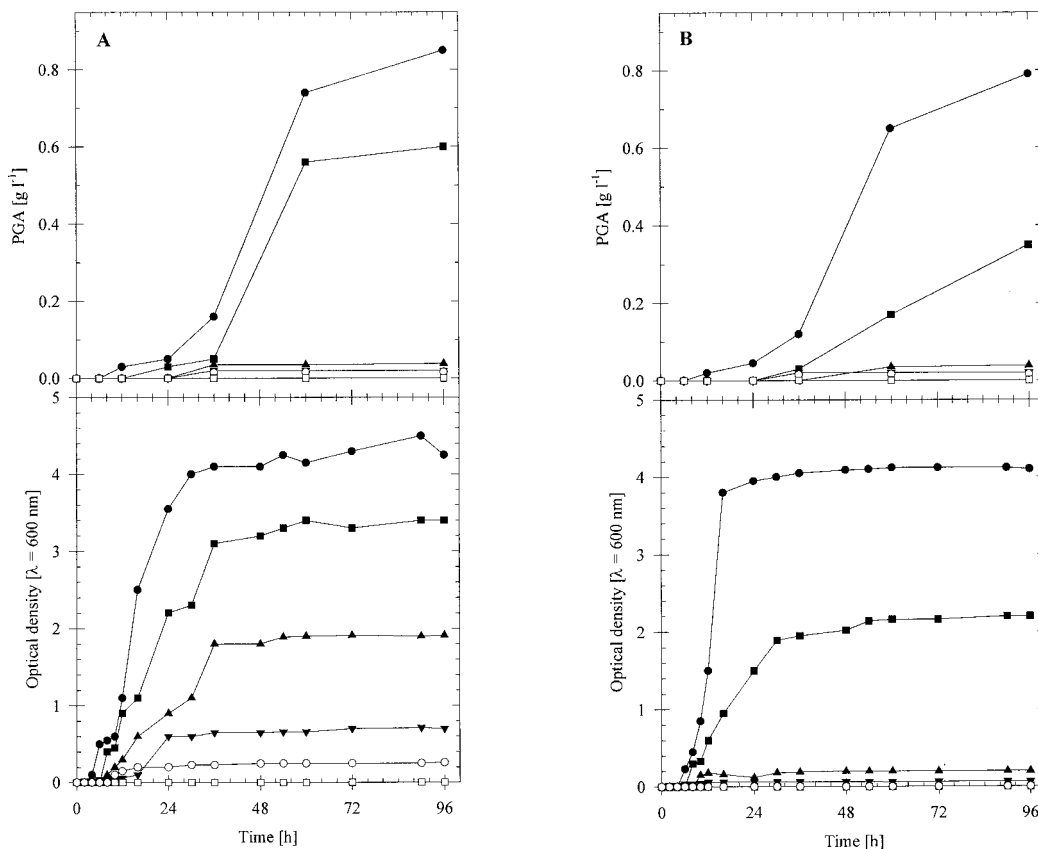 A
0.8
0.6
0.4
0.2
0.0
PGA [g l-1]
5
4
3
2
1
0
Optical density [λ = 600 nm]
0 24 48 72 96
Time [h]
B
0.8
0.6
0.4
0.2
0.0
PGA [g l-1]
5
4
3
2
1
0
Optical density [λ = 600 nm]
0 24 48 72 96
Time [h]